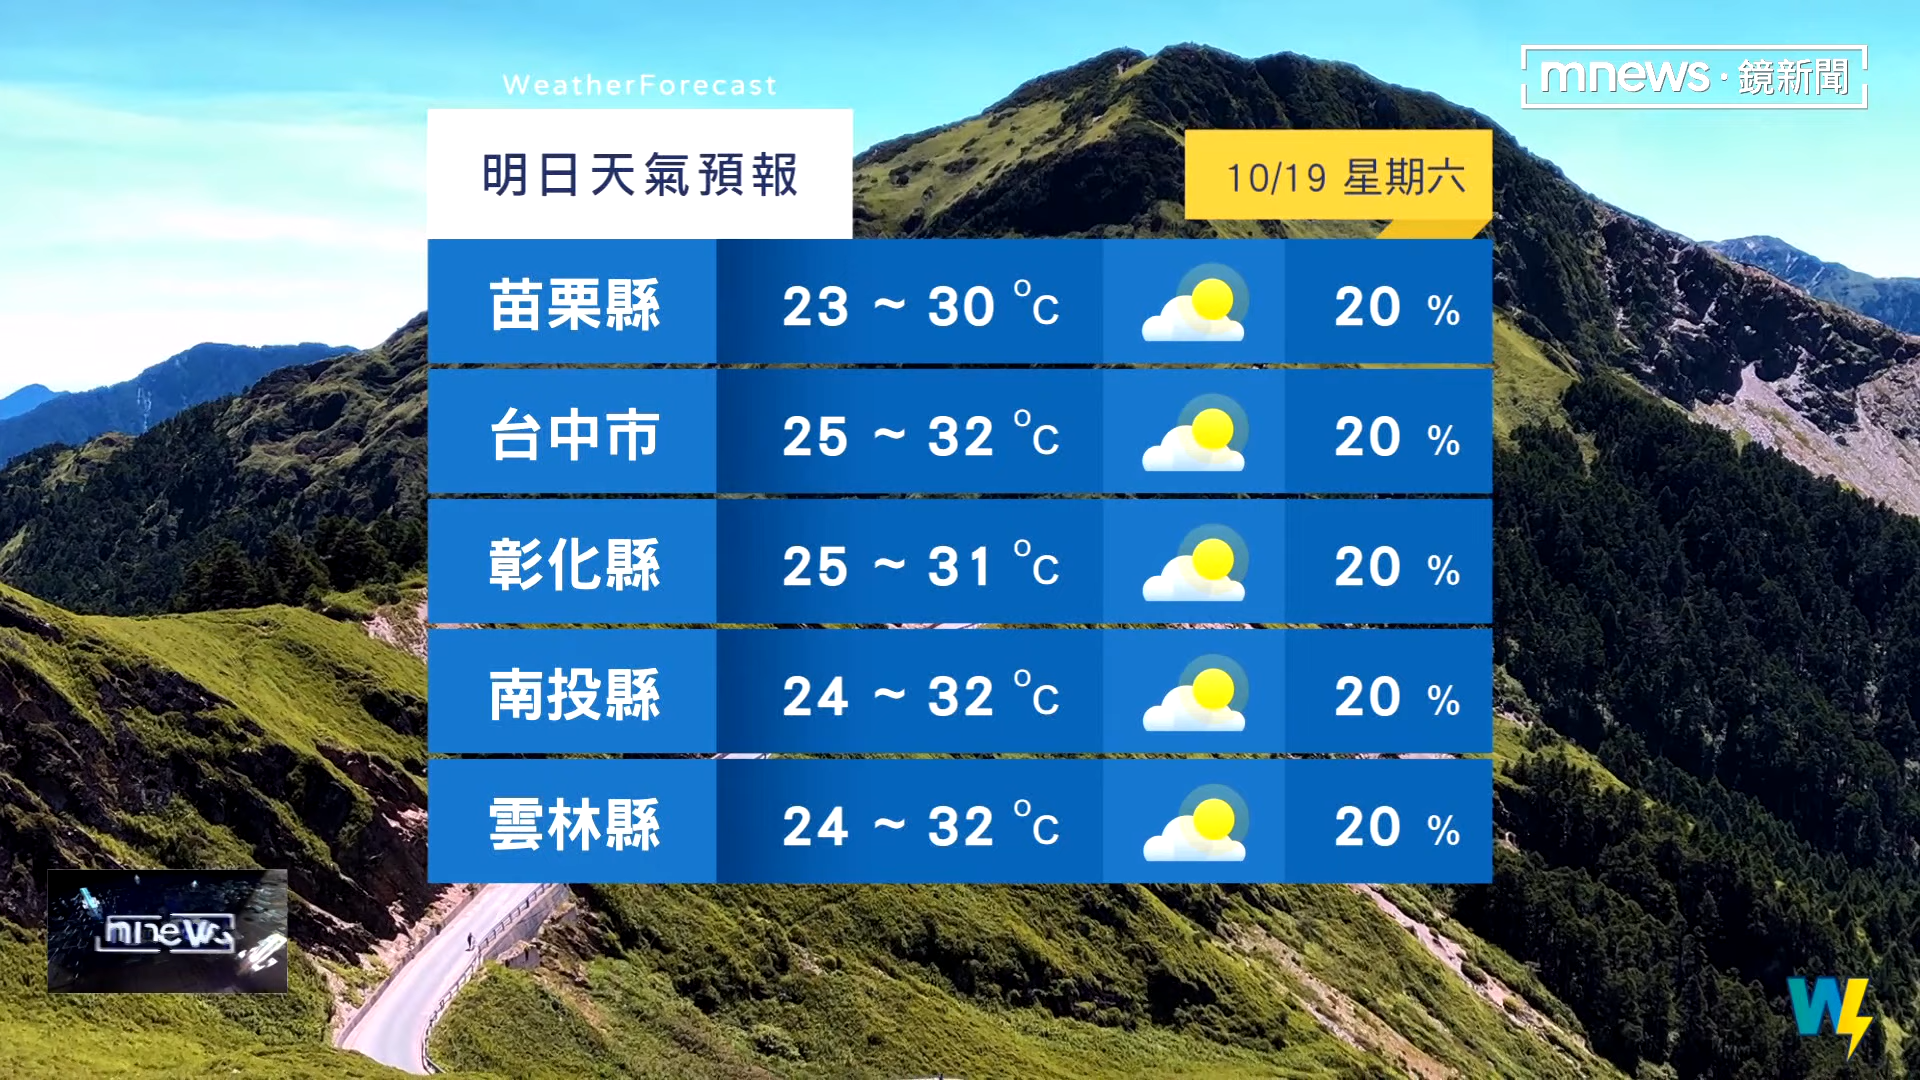 WeatherForecast
mnews·鏡新聞
明日天氣預報
10/19 星期六
苗栗縣 23 ~ 30 °C 20 %
台中市 25 ~ 32 °C 20 %
彰化縣 25 ~ 31 °C 20 %
南投縣 24 ~ 32 °C 20 %
雲林縣 24 ~ 32 °C 20 %
mnews
W